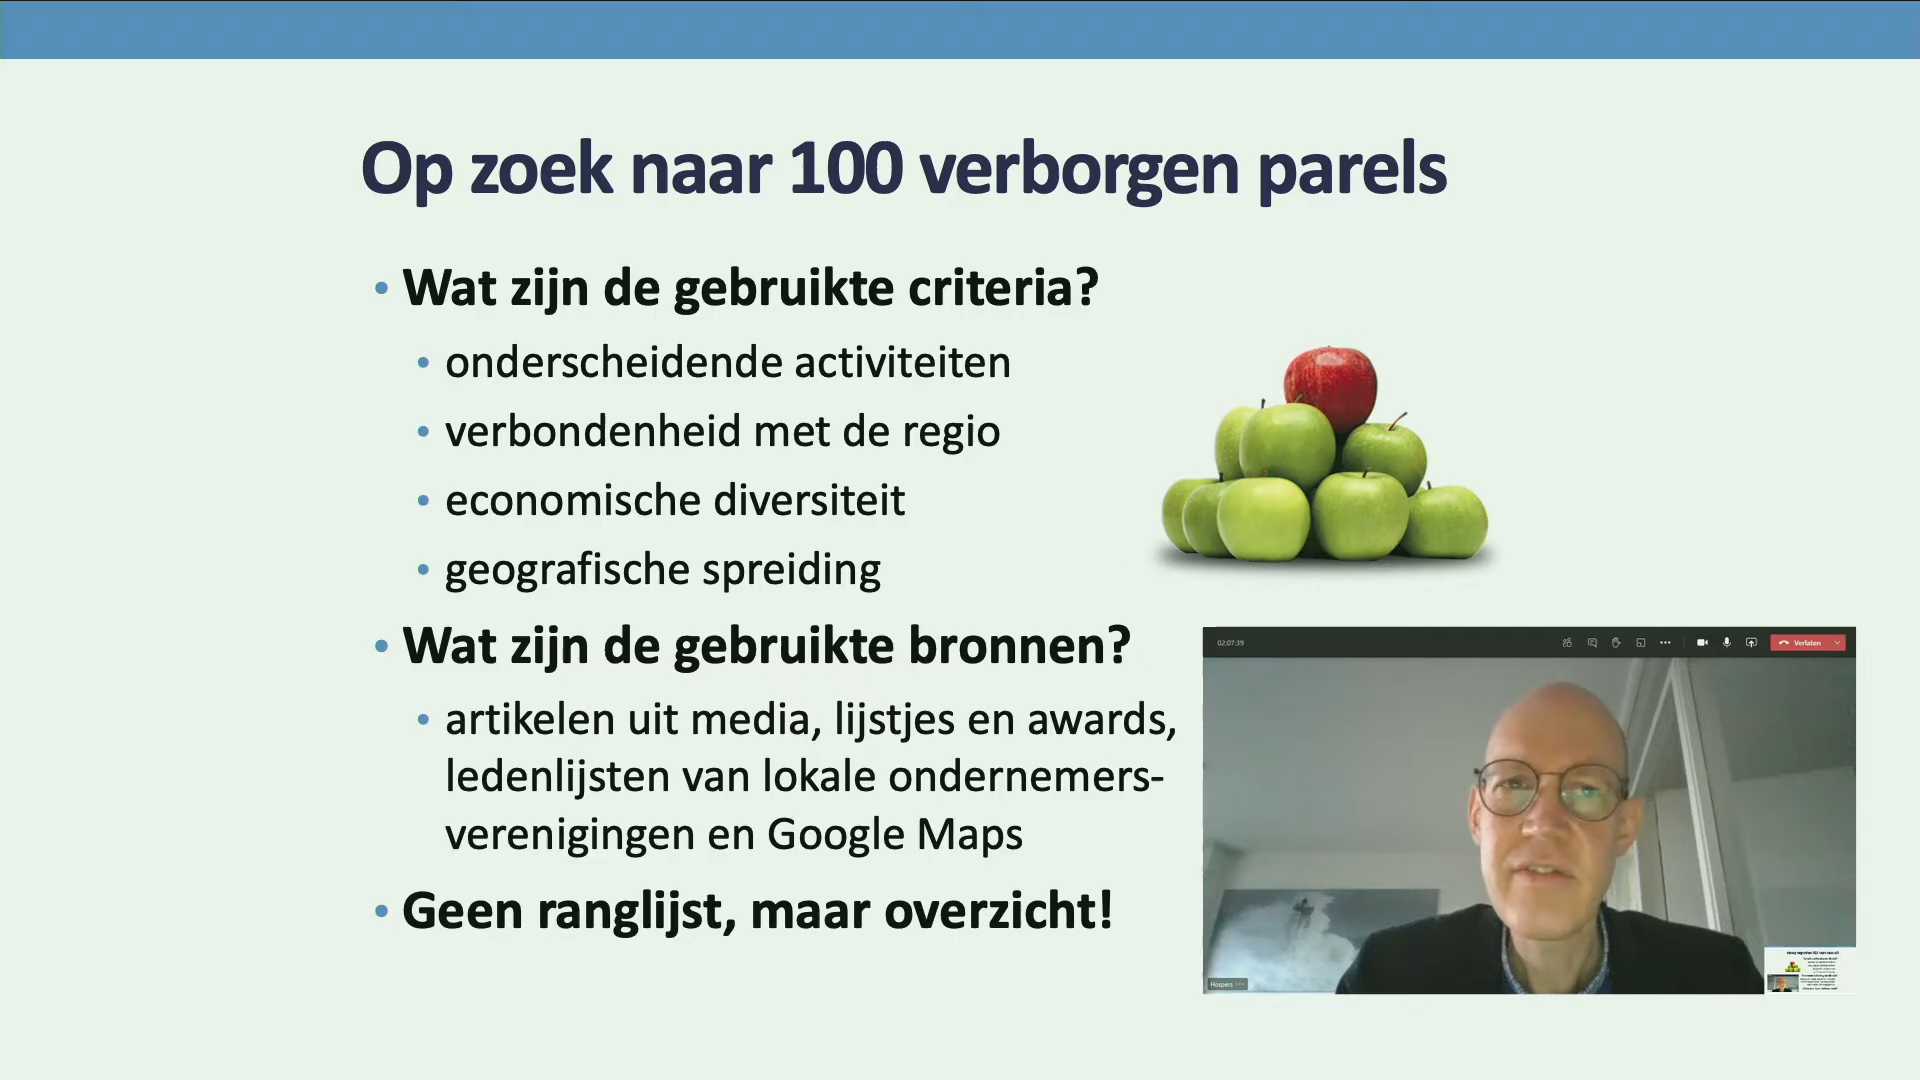 Op zoek naar 100 verborgen parels
• Wat zijn de gebruikte criteria?
• onderscheidende activiteiten
• verbondenheid met de regio
• economische diversiteit
• geografische spreiding
• Wat zijn de gebruikte bronnen?
• artikelen uit media, lijstjes en awards,
ledenlijsten van lokale ondernemers-
verenigingen en Google Maps
• Geen ranglijst, maar overzicht!
02:07:39
Verlaten
Hospers